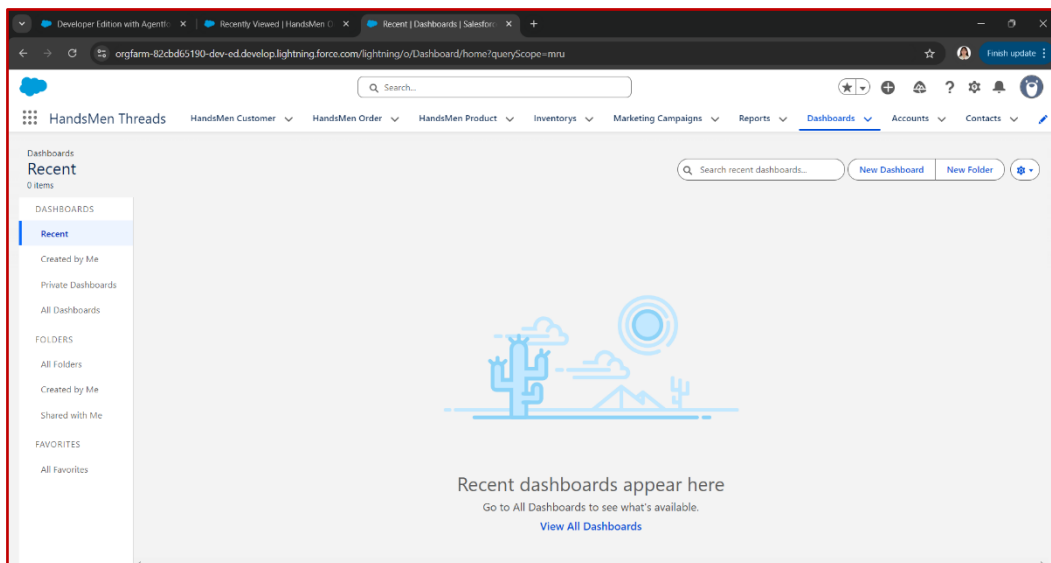 Developer Edition with Agentfo
Recently Viewed | HandsMen O
Recent | Dashboards | Salesforc
orgfarm-82cbd65190-dev-ed.develop.lightning.force.com/lightning/o/Dashboard/home?queryScope=mru
Finish update
Search...
HandsMen Threads HandsMen Customer HandsMen Order HandsMen Product Inventorys Marketing Campaigns Reports Dashboards Accounts Contacts
Dashboards
Recent
0 items
Search recent dashboards...
New Dashboard
New Folder
DASHBOARDS
Recent
Created by Me
Private Dashboards
All Dashboards
FOLDERS
All Folders
Created by Me
Shared with Me
FAVORITES
All Favorites
Recent dashboards appear here
Go to All Dashboards to see what's available.
View All Dashboards